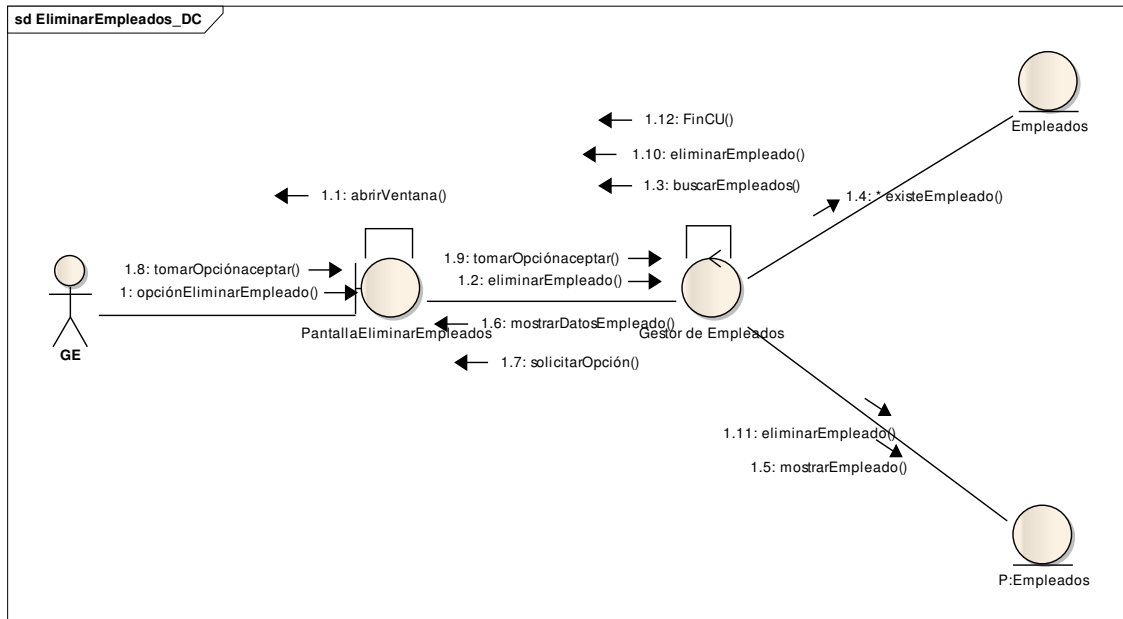 sd EliminarEmpleados_DC
Empleados
1.12: FinCU()
1.10: eliminarEmpleado()
1.3: buscarEmpleados()
1.1: abrirVentana()
1.4: * existeEmpleado()
1.8: tomarOpciónaceptar()
1: opciónEliminarEmpleado()
1.9: tomarOpciónaceptar()
1.2: eliminarEmpleado()
GE
PantallaEliminarEmpleados
1.6: mostrarDatosEmpleado()
Gestor de Empleados
1.7: solicitarOpción()
1.11: eliminarEmpleado()
1.5: mostrarEmpleado()
P:Empleados